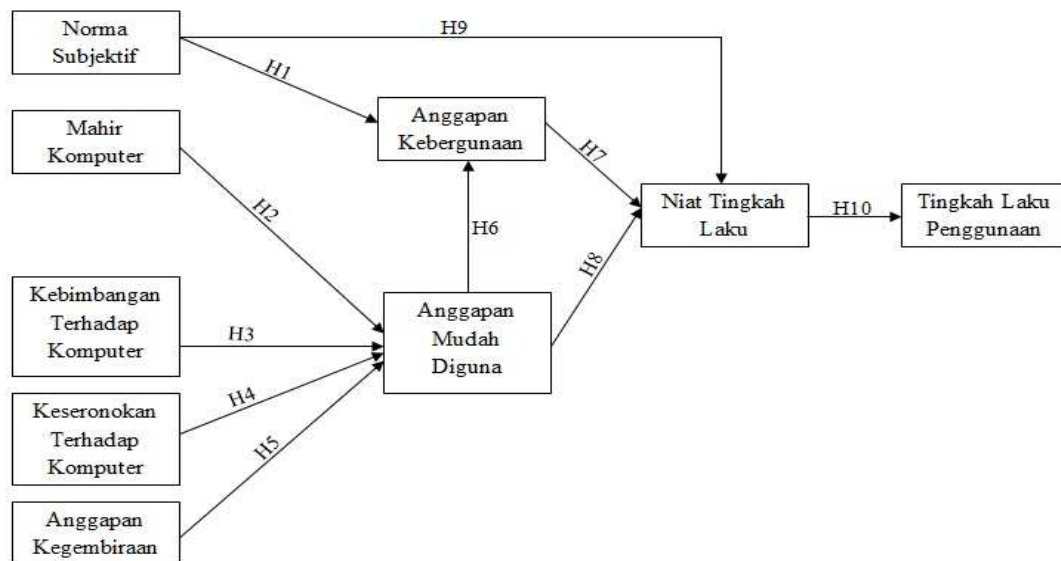 Norma
Subjektif
H9
H1
Mahir
Komputer
Anggapan
Kebergunaan
H7
H2
Niat Tingkah
Laku
H10
Tingkah Laku
Penggunaan
H6
H8
Kebimbangan
Terhadap
Komputer
H3
Anggapan
Mudah
Diguna
H4
Keseronokan
Terhadap
Komputer
H5
Anggapan
Kegembiraan